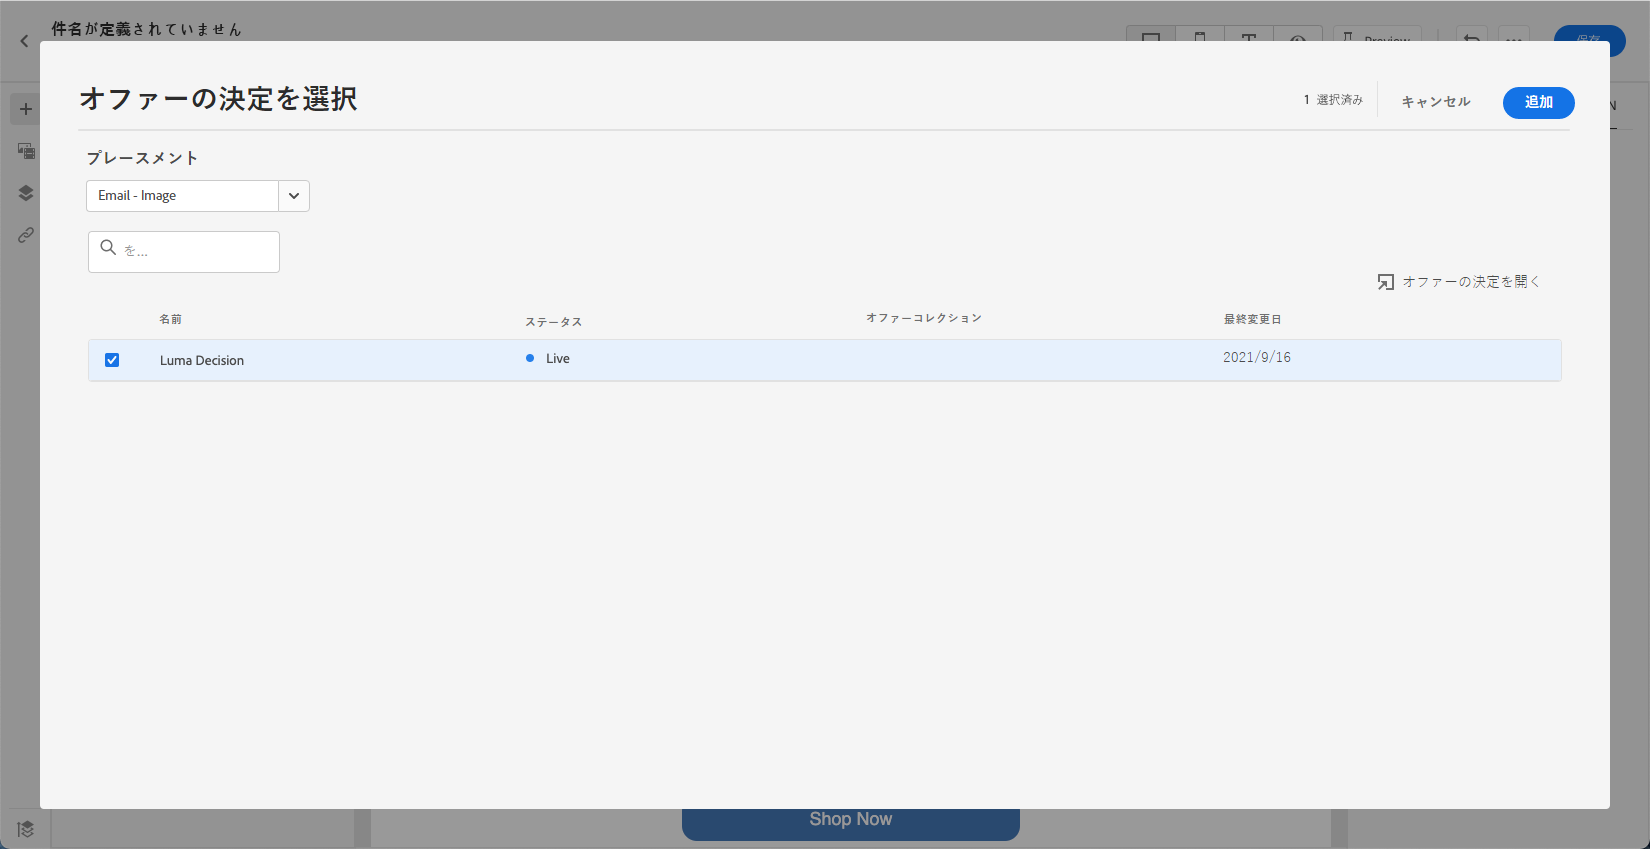 件名が定義されていません
Preview
保存
オファーの決定を選択
1 選択済み
キャンセル
追加
N
プレースメント
Email - Image
を...
オファーの決定を開く
名前 ステータス オファーコレクション 最終変更日
Luma Decision Live 2021/9/16
Shop Now